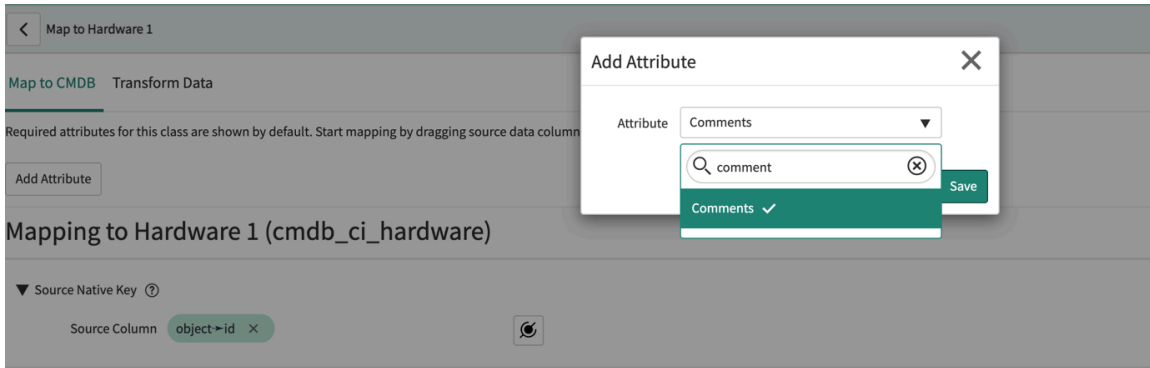 Map to Hardware 1
Add Attribute
Map to CMDB Transform Data
Attribute Comments
Required attributes for this class are shown by default. Start mapping by dragging source data column
comment
Add Attribute
Save
Comments
Mapping to Hardware 1 (cmdb_ci_hardware)
Source Native Key
Source Column object➛id